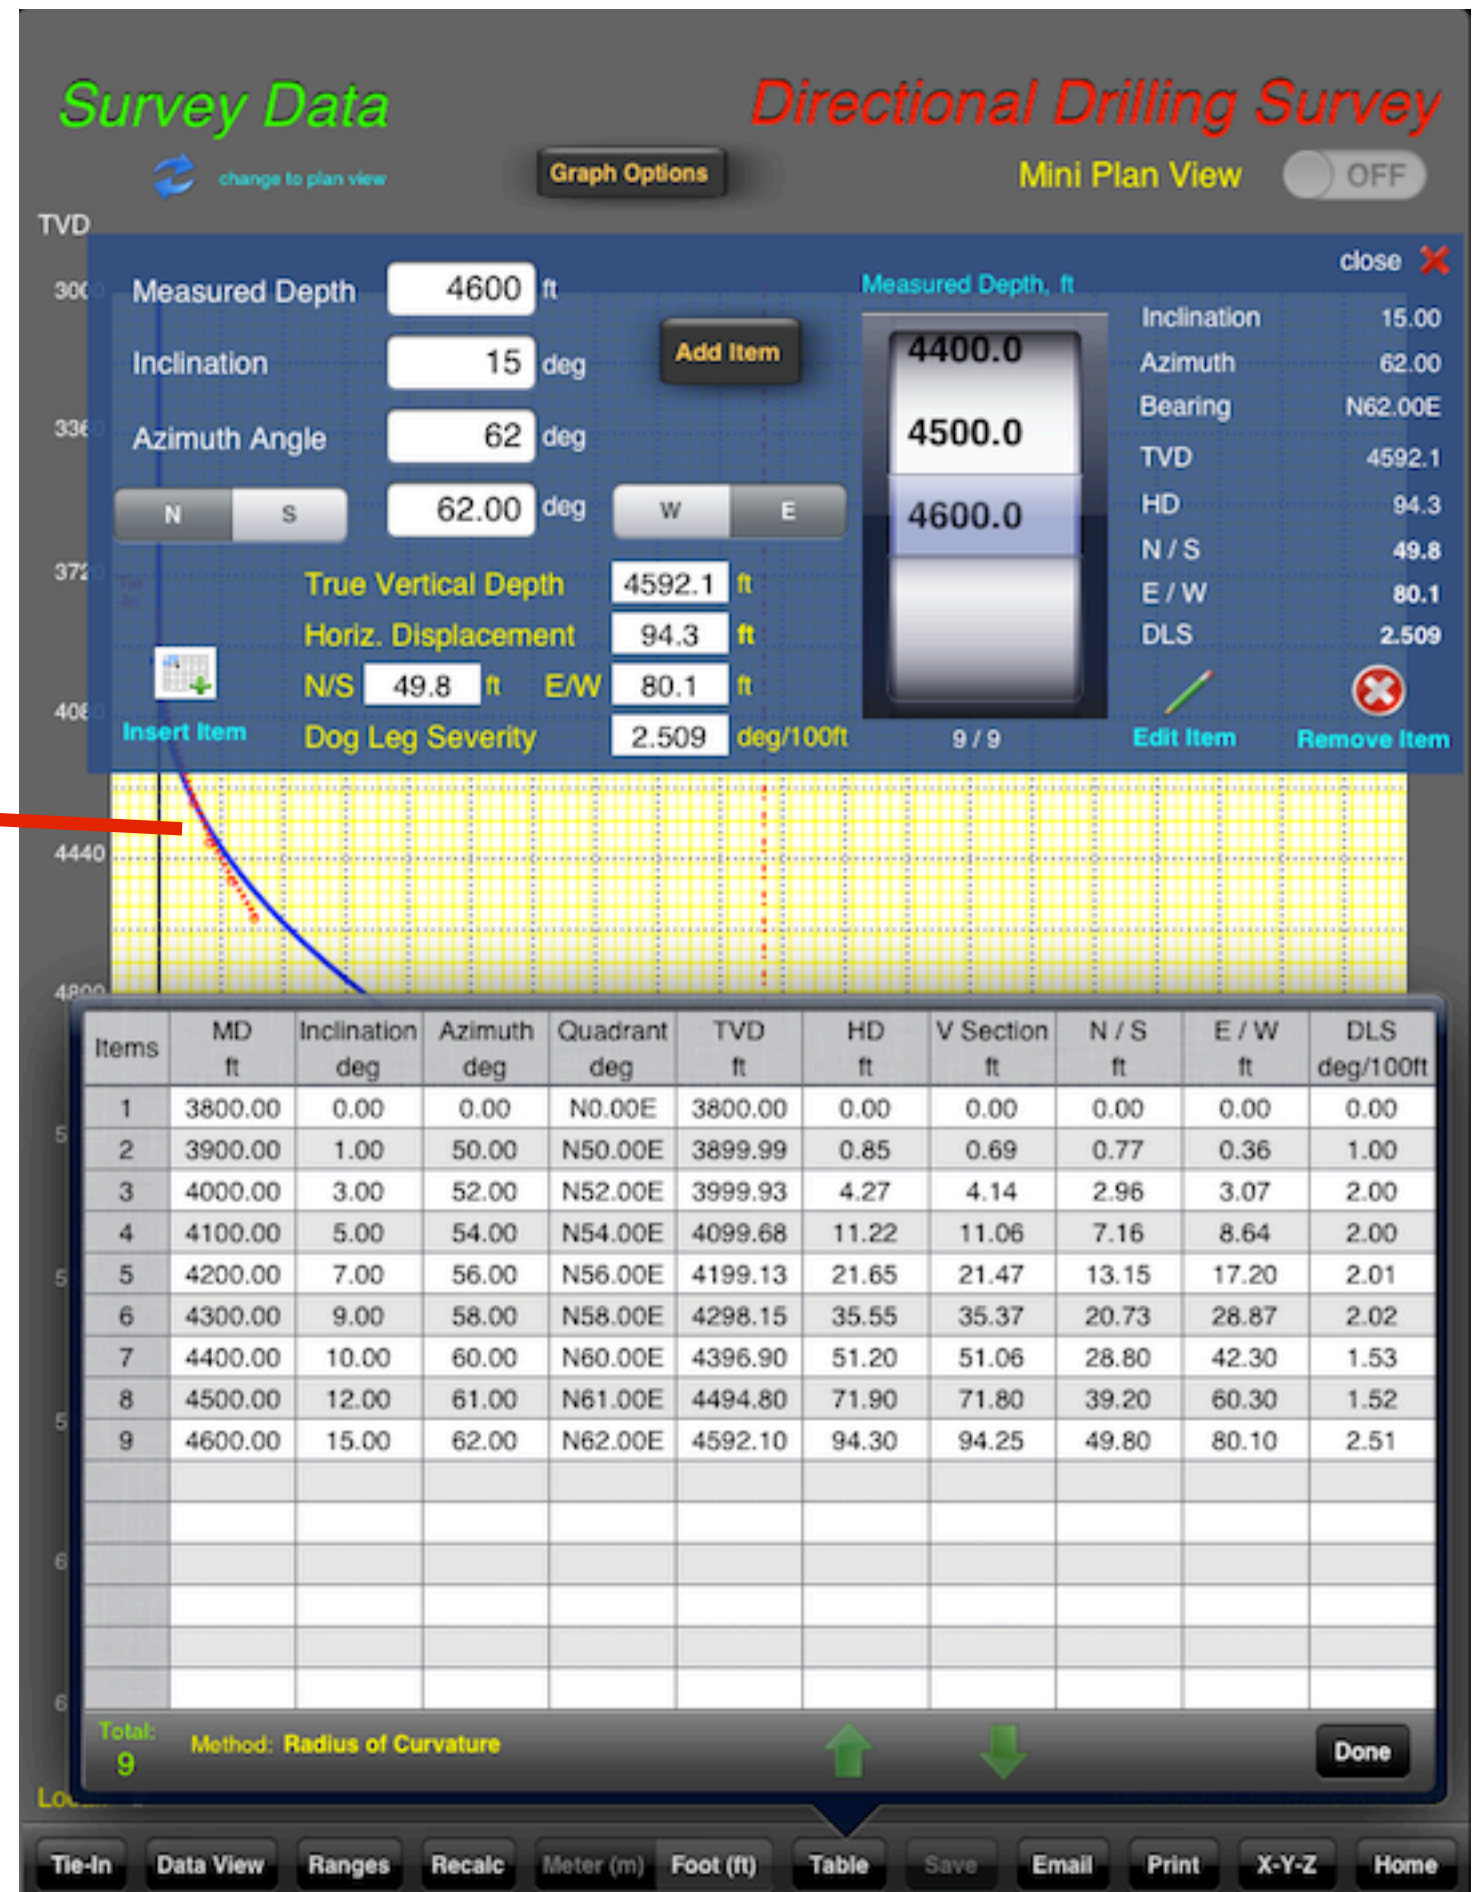 Survey Data
Directional Drilling Survey
change to plan view
Graph Options
Mini Plan View
OFF
TVD
close
Measured Depth 4600 ft
Measured Depth, ft
Inclination 15.00
Inclination 15 deg
Add Item
4400.0
Azimuth 62.00
Bearing N62.00E
336
Azimuth Angle 62 deg
4500.0
TVD 4592.1
N S 62.00 deg W E
4600.0
HD 94.3
N / S 49.8
372
True Vertical Depth 4592.1 ft
E / W 80.1
Horiz. Displacement 94.3 ft
DLS 2.509
N/S 49.8 ft E/W 80.1 ft
408
Insert Item
Dog Leg Severity 2.509 deg/100ft
9 / 9
Edit Item
Remove Item
4440
4800
Items MD ft Inclination deg Azimuth deg Quadrant deg TVD ft HD ft V Section ft N / S ft E / W ft DLS deg/100ft
1 3800.00 0.00 0.00 N0.00E 3800.00 0.00 0.00 0.00 0.00 0.00
2 3900.00 1.00 50.00 N50.00E 3899.99 0.85 0.69 0.77 0.36 1.00
3 4000.00 3.00 52.00 N52.00E 3999.93 4.27 4.14 2.96 3.07 2.00
4 4100.00 5.00 54.00 N54.00E 4099.68 11.22 11.06 7.16 8.64 2.00
5 4200.00 7.00 56.00 N56.00E 4199.13 21.65 21.47 13.15 17.20 2.01
6 4300.00 9.00 58.00 N58.00E 4298.15 35.55 35.37 20.73 28.87 2.02
7 4400.00 10.00 60.00 N60.00E 4396.90 51.20 51.06 28.80 42.30 1.53
8 4500.00 12.00 61.00 N61.00E 4494.80 71.90 71.80 39.20 60.30 1.52
9 4600.00 15.00 62.00 N62.00E 4592.10 94.30 94.25 49.80 80.10 2.51
Total: 9
Method: Radius of Curvature
Done
Tie-In Data View Ranges Recalc Meter (m) Foot (ft) Table Save Email Print X-Y-Z Home